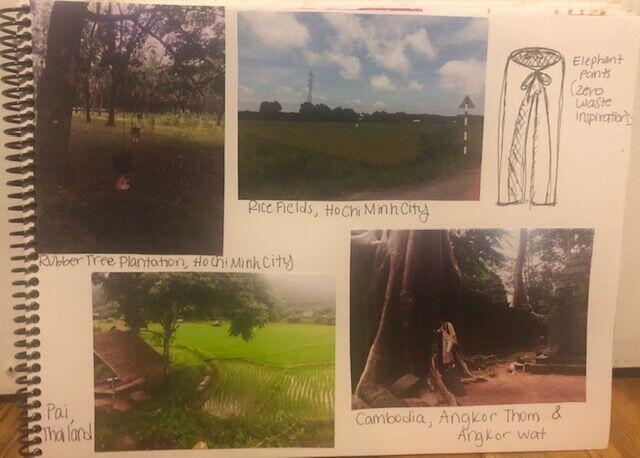 Elephant
pants
(zero
waste
inspiration)
Rice Fields, Ho Chi Minh City
Rubber Tree Plantation, Ho Chi Minh City
Pai,
Thailand
Cambodia, Angkor Thom &
Angkor Wat